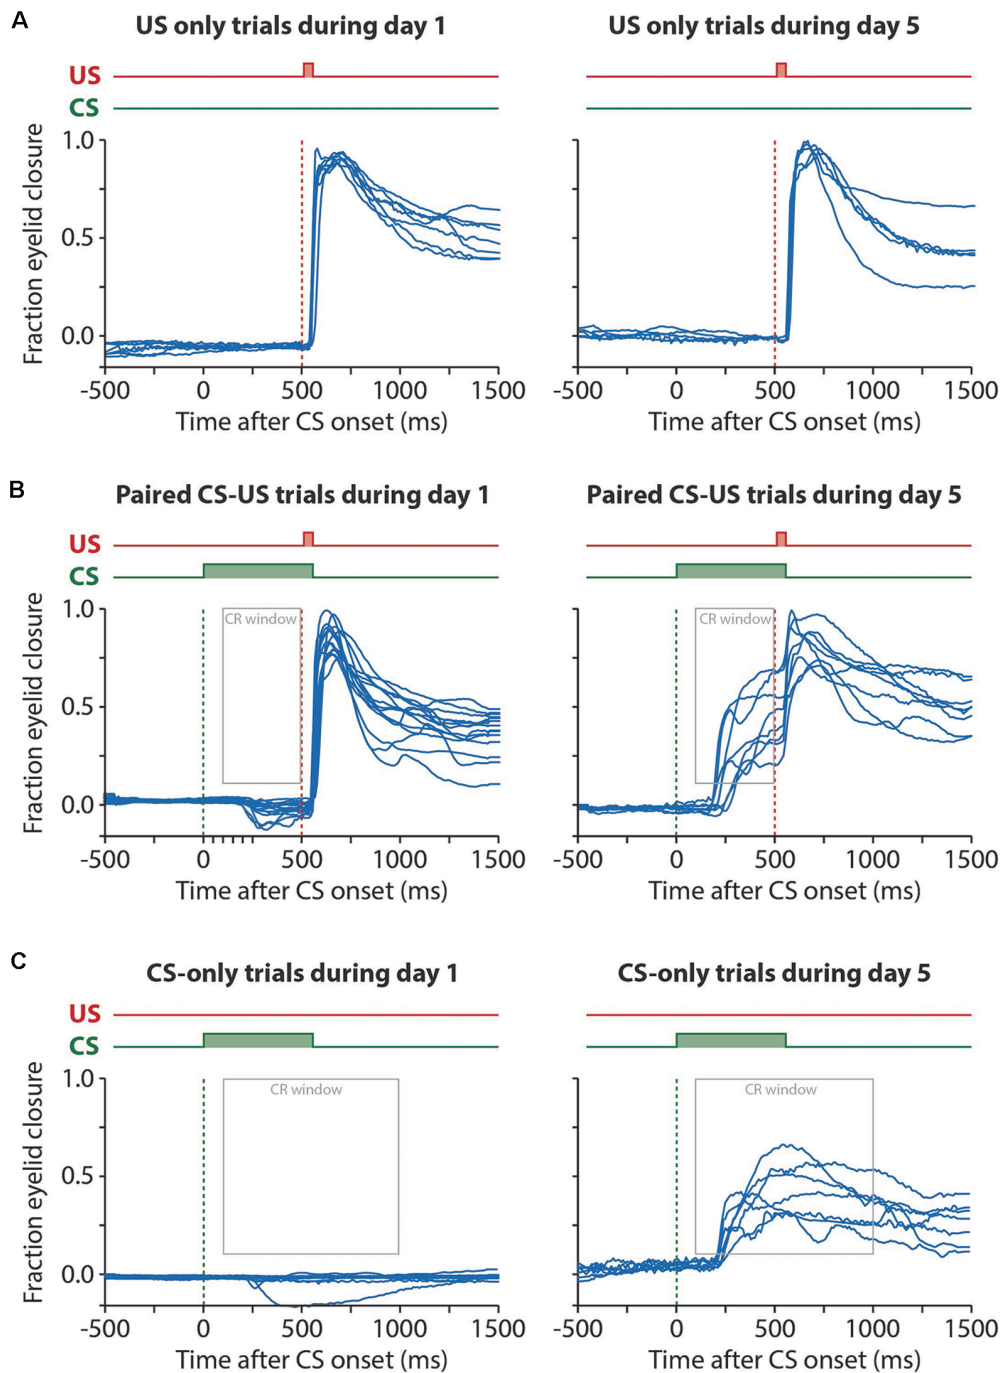 A
US only trials during day 1
US only trials during day 5
US
CS
Fraction eyelid closure
1.0
0.5
0.0
-500 0 500 1000 1500
-500 0 500 1000 1500
Time after CS onset (ms)
Time after CS onset (ms)
B
Paired CS-US trials during day 1
Paired CS-US trials during day 5
US
CS
Fraction eyelid closure
1.0
0.5
0.0
CR window
CR window
-500 0 500 1000 1500
-500 0 500 1000 1500
Time after CS onset (ms)
Time after CS onset (ms)
C
CS-only trials during day 1
CS-only trials during day 5
US
CS
Fraction eyelid closure
1.0
0.5
0.0
CR window
CR window
-500 0 500 1000 1500
-500 0 500 1000 1500
Time after CS onset (ms)
Time after CS onset (ms)